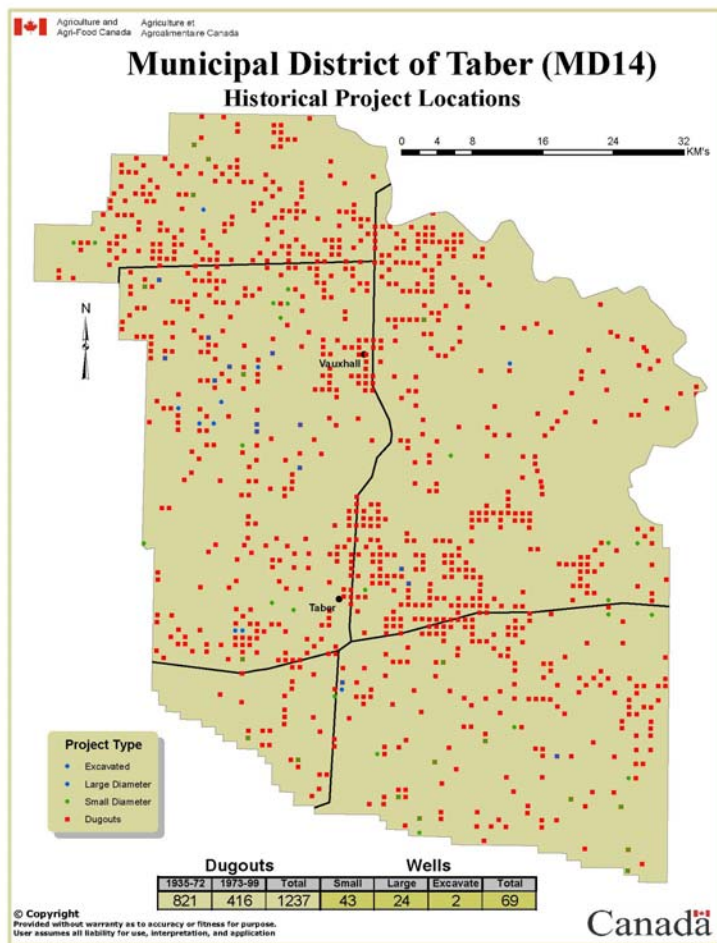 Agriculture and Agriculture et
Agri-Food Canada Agroalimentaire Canada
Municipal District of Taber (MD14)
Historical Project Locations
0 4 8 16 24 32
KM's
N
Vauxhall
Taber
Project Type
Excavated
Large Diameter
Small Diameter
Dugouts
Dugouts Wells
1935-72 1973-99 Total Small Large Excavate Total
821 416 1237 43 24 2 69
© Copyright
Provided without warranty as to accuracy or fitness for purpose.
User assumes all liability for use, interpretation, and application
Canada